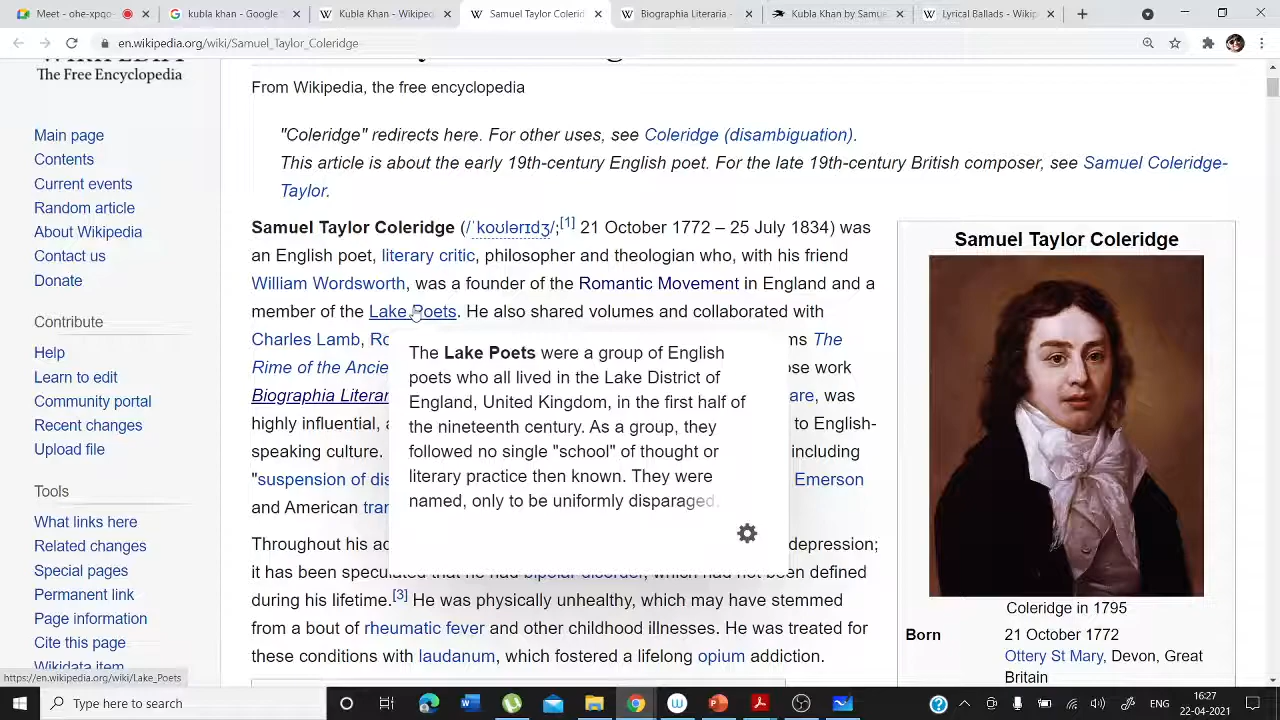 Meet - ohe-epqo-
kubla khan - Google
Kubla Khan - Wikiped
Samuel Taylor Colerid
Biographia Literaria -
Kubla Khan by Samue
Lyrical Ballads - Wikip
en.wikipedia.org/wiki/Samuel_Taylor_Coleridge
WIKIPEDIA
The Free Encyclopedia
Main page
Contents
Current events
Random article
About Wikipedia
Contact us
Donate
Contribute
Help
Learn to edit
Community portal
Recent changes
Upload file
Tools
What links here
Related changes
Special pages
Permanent link
Page information
Cite this page
Wikidata item
https://en.wikipedia.org/wiki/Lake_Poets
From Wikipedia, the free encyclopedia
"Coleridge" redirects here. For other uses, see Coleridge (disambiguation).
This article is about the early 19th-century English poet. For the late 19th-century British composer, see Samuel Coleridge-
Taylor.
Samuel Taylor Coleridge (/ˈkoʊlərɪdʒ/;[1] 21 October 1772 – 25 July 1834) was
an English poet, literary critic, philosopher and theologian who, with his friend
William Wordsworth, was a founder of the Romantic Movement in England and a
member of the Lake Poets. He also shared volumes and collaborated with
Charles Lamb, Ro ms The
Rime of the Ancie ose work
Biographia Literar are, was
highly influential, a to English-
speaking culture. including
"suspension of dis Emerson
and American tran
The Lake Poets were a group of English
poets who all lived in the Lake District of
England, United Kingdom, in the first half of
the nineteenth century. As a group, they
followed no single "school" of thought or
literary practice then known. They were
named, only to be uniformly disparaged.
Throughout his ad depression;
it has been speculated that he had bipolar disorder, which had not been defined
during his lifetime.[3] He was physically unhealthy, which may have stemmed
from a bout of rheumatic fever and other childhood illnesses. He was treated for
these conditions with laudanum, which fostered a lifelong opium addiction.
Samuel Taylor Coleridge
Coleridge in 1795
Born 21 October 1772
Ottery St Mary, Devon, Great
Britain
Type here to search
ENG
16:27
22-04-2021